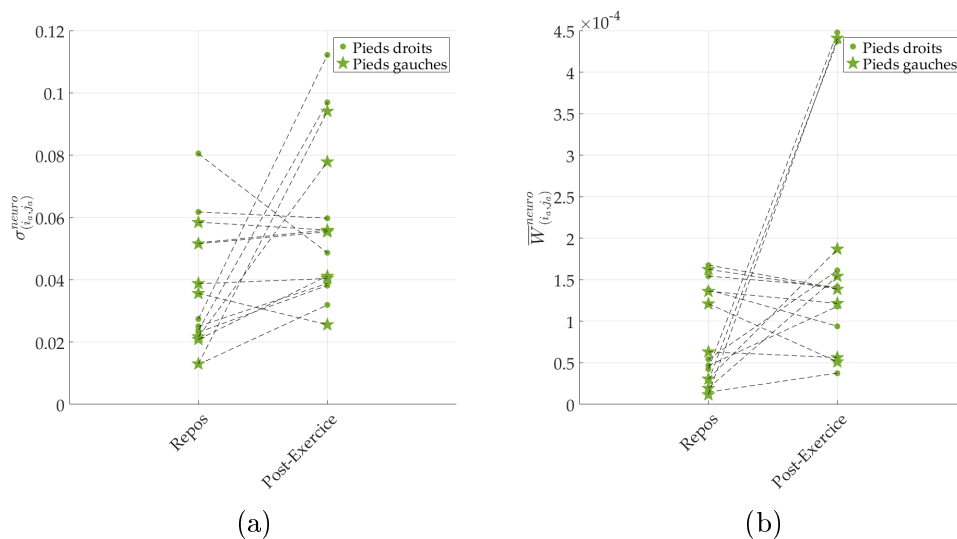 0.12
0.1
0.08
0.06
0.04
0.02
0
σ^{neuro}_{(i_a,j_a)}
Pieds droits
Pieds gauches
Repos
Post-Exercice
(a)
×10^{-4}
4.5
4
3.5
3
2.5
2
1.5
1
0.5
0
\overline{W}^{neuro}_{(i_a,j_a)}
Pieds droits
Pieds gauches
Repos
Post-Exercice
(b)